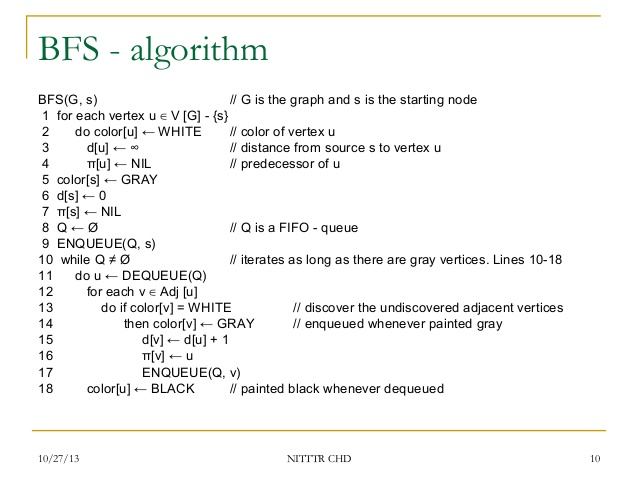 BFS - algorithm
BFS(G, s) // G is the graph and s is the starting node
1 for each vertex u ∈ V [G] - {s}
2 do color[u] ← WHITE // color of vertex u
3 d[u] ← ∞ // distance from source s to vertex u
4 π[u] ← NIL // predecessor of u
5 color[s] ← GRAY
6 d[s] ← 0
7 π[s] ← NIL
8 Q ← Ø // Q is a FIFO - queue
9 ENQUEUE(Q, s)
10 while Q ≠ Ø // iterates as long as there are gray vertices. Lines 10-18
11 do u ← DEQUEUE(Q)
12 for each v ∈ Adj [u]
13 do if color[v] = WHITE // discover the undiscovered adjacent vertices
14 then color[v] ← GRAY // enqueued whenever painted gray
15 d[v] ← d[u] + 1
16 π[v] ← u
17 ENQUEUE(Q, v)
18 color[u] ← BLACK // painted black whenever dequeued
10/27/13 NITTTR CHD 10